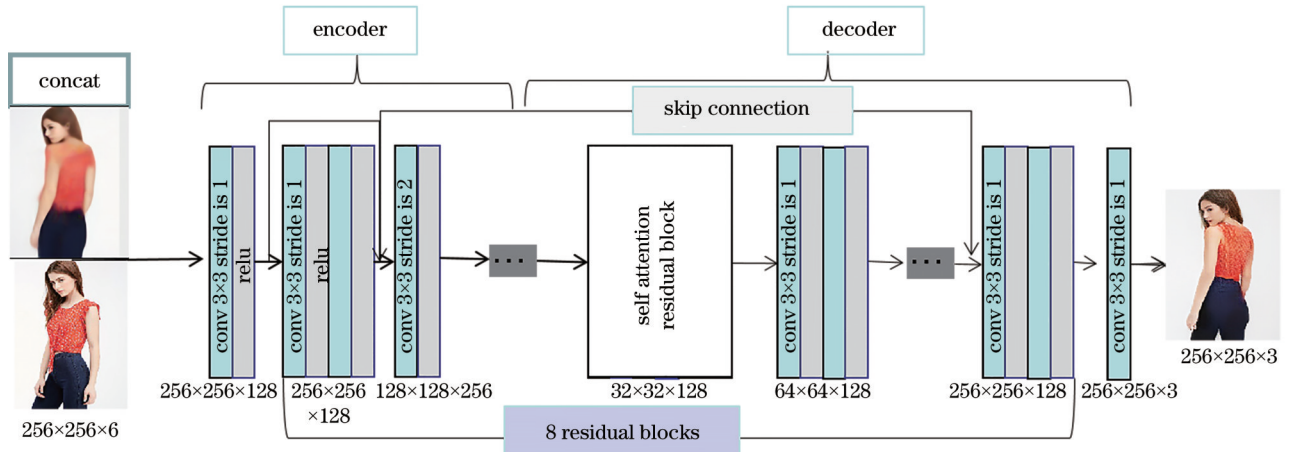 encoder
decoder
concat
skip connection
conv 3×3 stride is 1
relu
conv 3×3 stride is 1
relu
conv 3×3 stride is 2
...
self attention
residual block
conv 3×3 stride is 1
...
conv 3×3 stride is 1
conv 3×3 stride is 1
256×256×6
256×256×128
256×256
×128
128×128×256
32×32×128
64×64×128
256×256×128
256×256×3
256×256×3
8 residual blocks